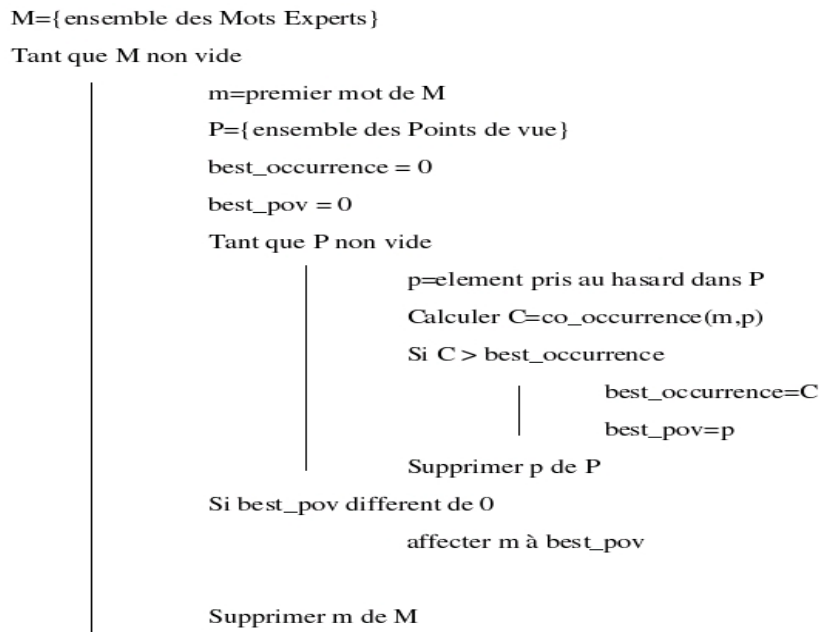 M={ensemble des Mots Experts}
Tant que M non vide
m=premier mot de M
P={ensemble des Points de vue}
best_occurrence = 0
best_pov = 0
Tant que P non vide
p=element pris au hasard dans P
Calculer C=co_occurrence(m,p)
Si C > best_occurrence
best_occurrence=C
best_pov=p
Supprimer p de P
Si best_pov different de 0
affecter m à best_pov
Supprimer m de M